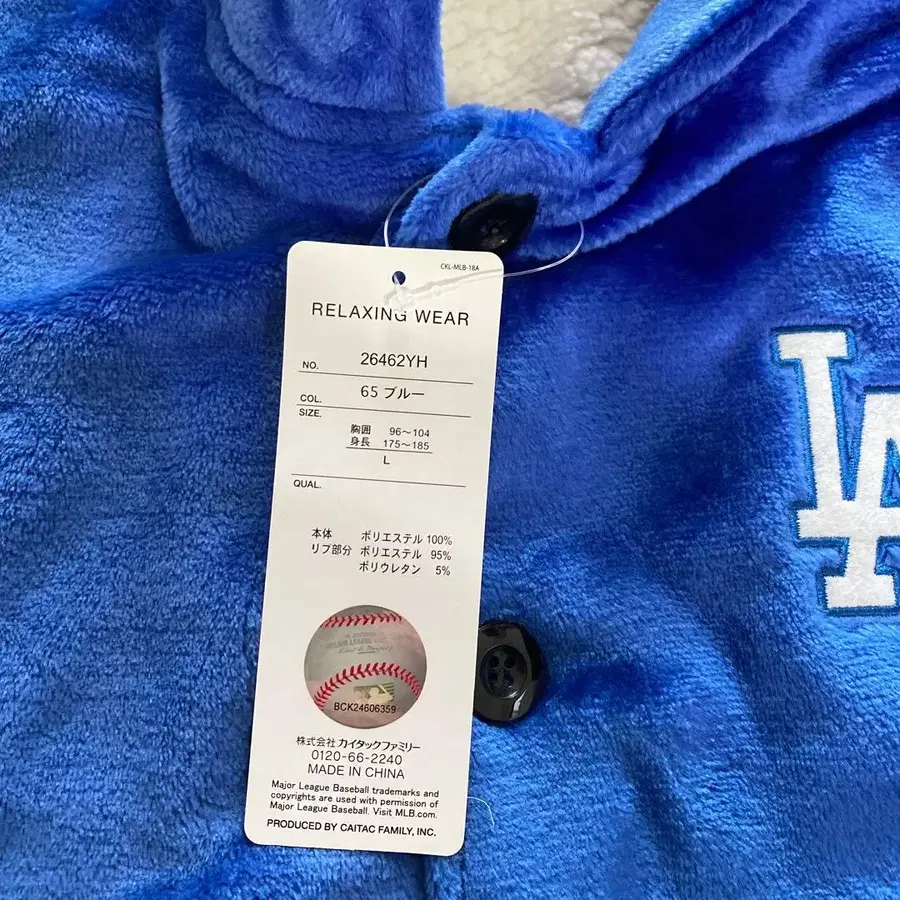 CKL-MLB-18A
RELAXING WEAR
NO. 26462YH
COL. 65 ブルー
SIZE.
胸囲 96〜104
身長 175〜185
L
QUAL.
本体 ポリエステル 100%
リブ部分 ポリエステル 95%
ポリウレタン 5%
BCK24606359
株式会社 カイタックファミリー
0120-66-2240
MADE IN CHINA
Major League Baseball trademarks and
copyrights are used with permission of
Major League Baseball. Visit MLB.com.
PRODUCED BY CAITAC FAMILY, INC.
LA